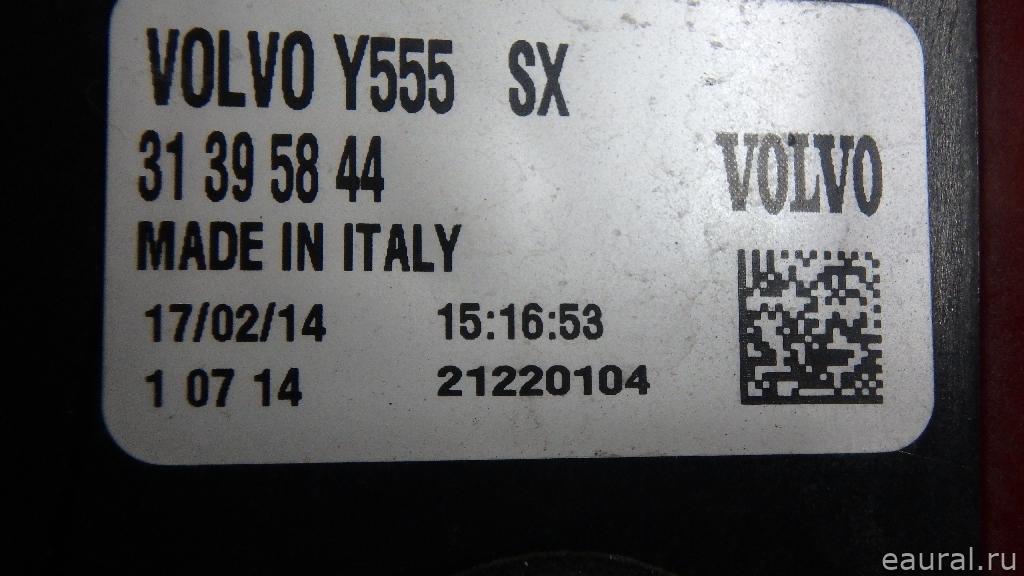 VOLVO Y555 SX
31 39 58 44
MADE IN ITALY
VOLVO
17/02/14 15:16:53
1 07 14 21220104
eaural.ru